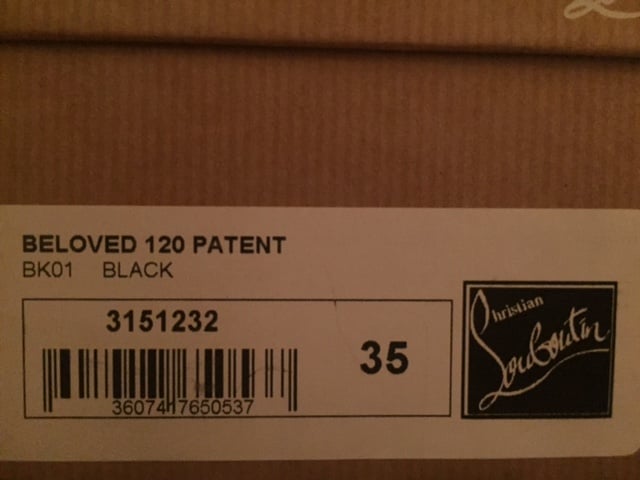 BELOVED 120 PATENT
BK01 BLACK
3151232
35
3607417650537
Christian
Louboutin